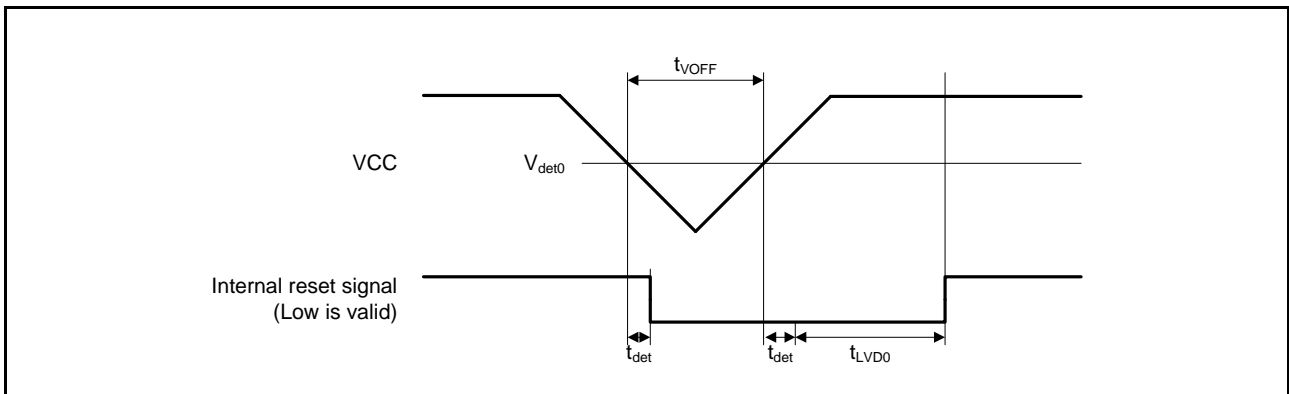 tVOFF
VCC
Vdet0
Internal reset signal
(Low is valid)
tdet
tdet
tLVD0